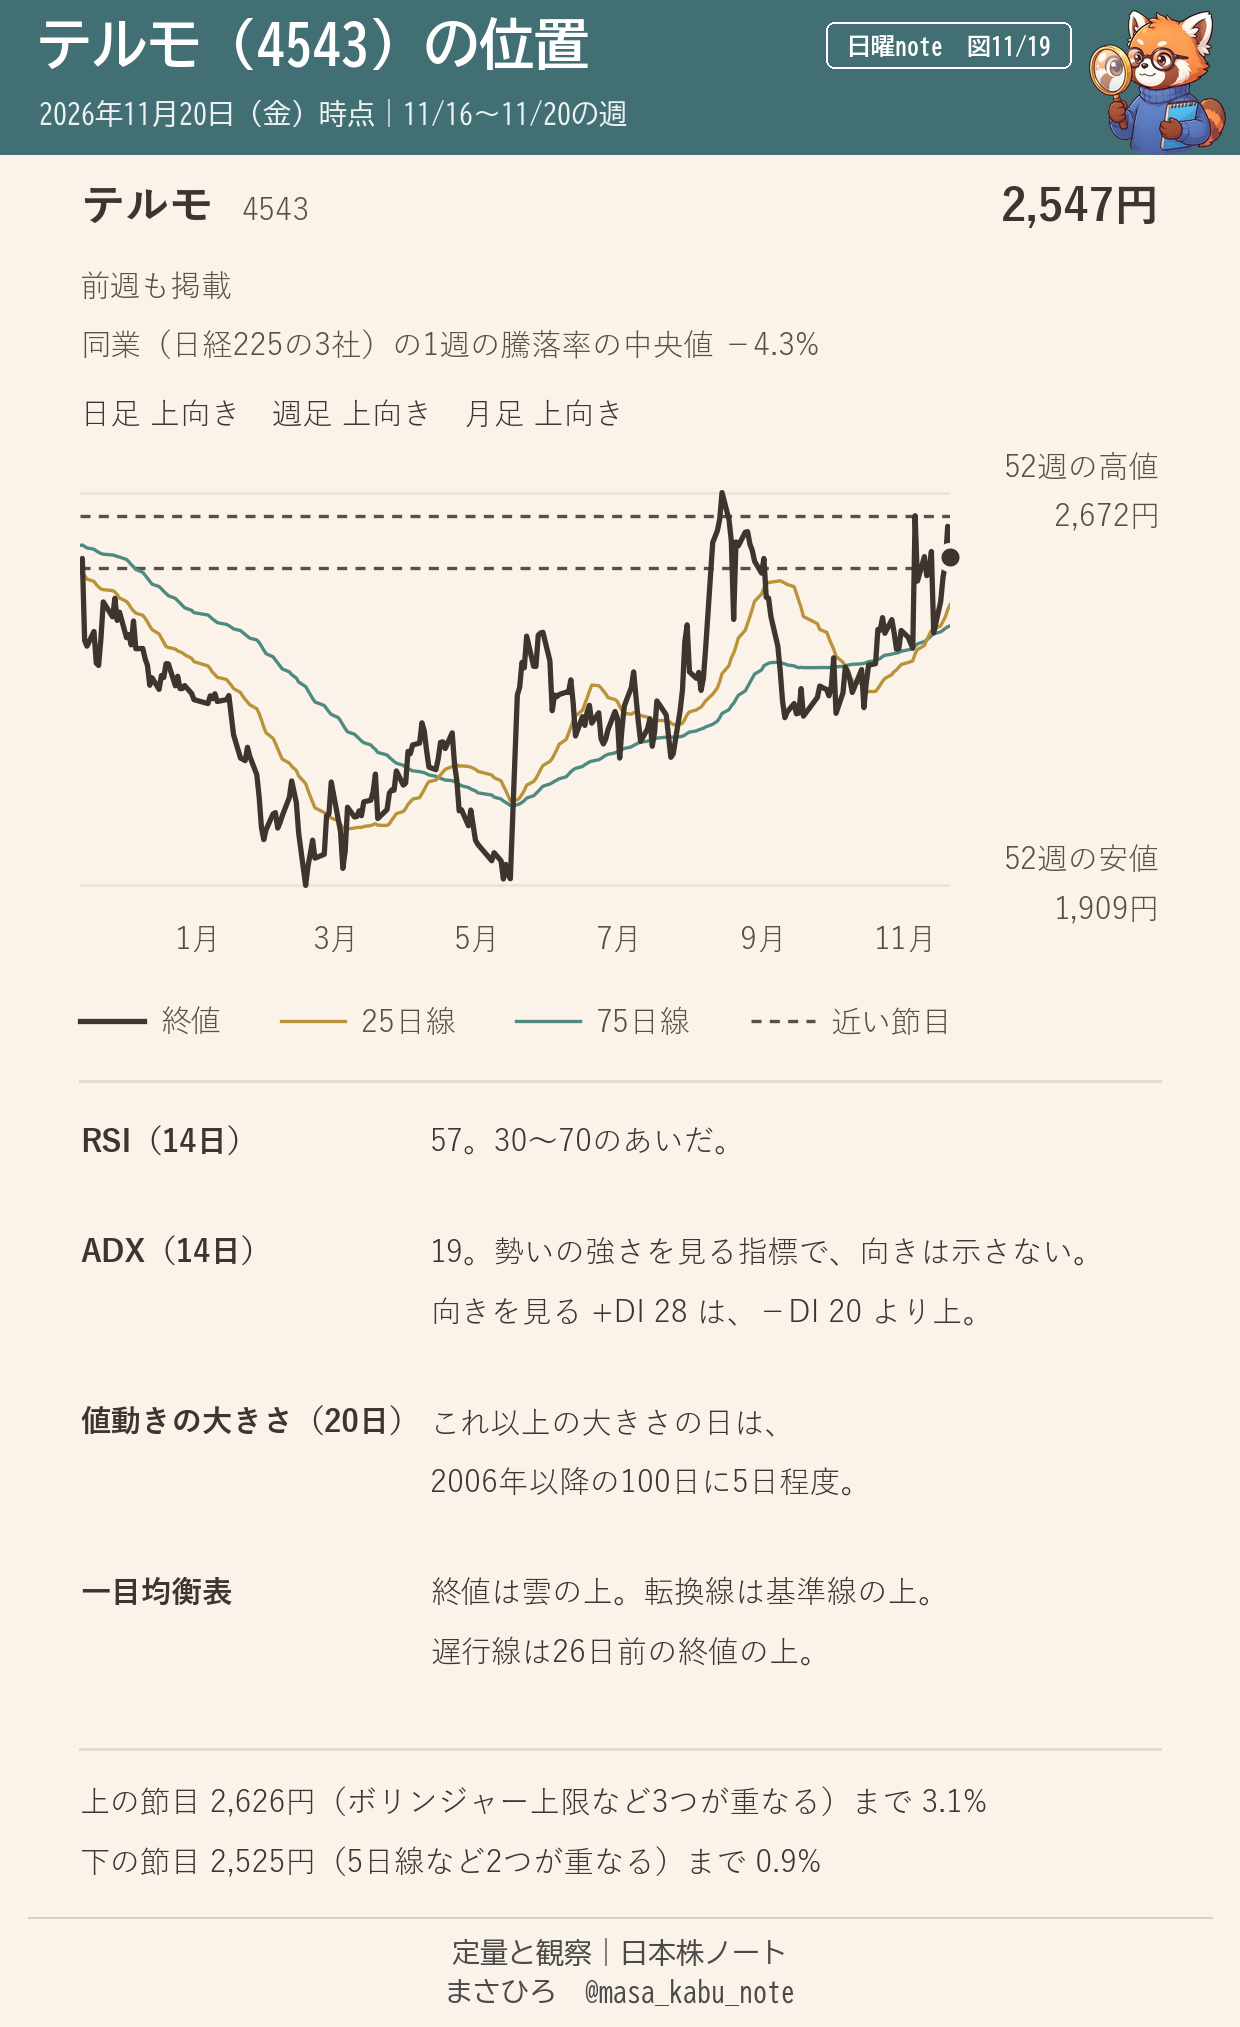 テルモ（4543）の位置
日曜note　図11/19
2026年11月20日（金）時点｜11/16～11/20の週
テルモ 4543
2,547円
前週も掲載
同業（日経225の3社）の1週の騰落率の中央値 －4.3%
日足 上向き　週足 上向き　月足 上向き
52週の高値
2,672円
52週の安値
1,909円
1月 3月 5月 7月 9月 11月
終値 25日線 75日線 近い節目
RSI（14日） 57。30～70のあいだ。
ADX（14日） 19。勢いの強さを見る指標で、向きは示さない。
向きを見る +DI 28 は、－DI 20 より上。
値動きの大きさ（20日） これ以上の大きさの日は、
2006年以降の100日に5日程度。
一目均衡表 終値は雲の上。転換線は基準線の上。
遅行線は26日前の終値の上。
上の節目 2,626円（ボリンジャー上限など3つが重なる）まで 3.1%
下の節目 2,525円（5日線など2つが重なる）まで 0.9%
定量と観察｜日本株ノート
まさひろ　@masa_kabu_note